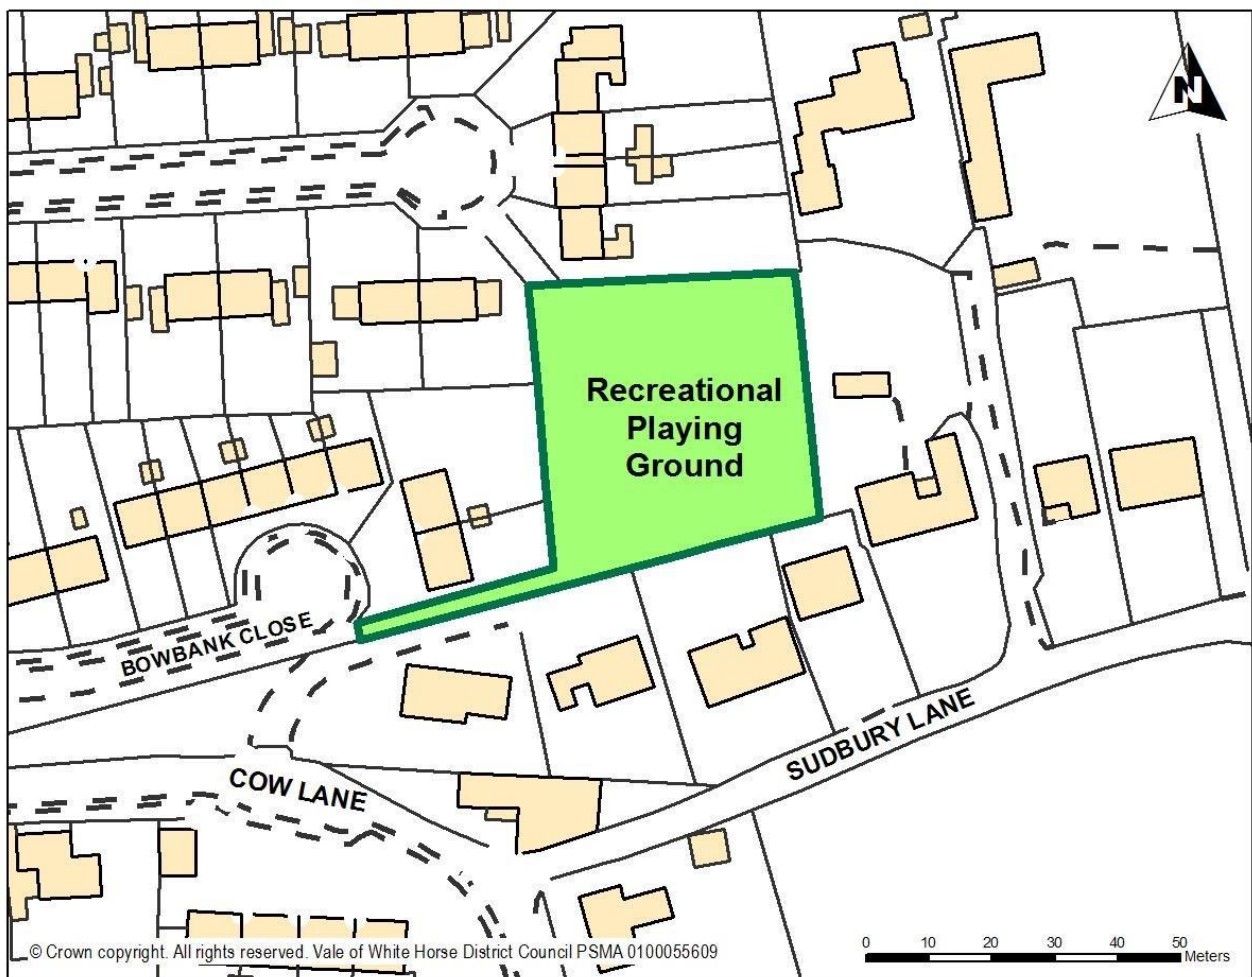 N
Recreational
Playing
Ground
BOWBANK CLOSE
SUDBURY LANE
COW LANE
© Crown copyright. All rights reserved. Vale of White Horse District Council PSMA 0100055609
0 10 20 30 40 50
Meters